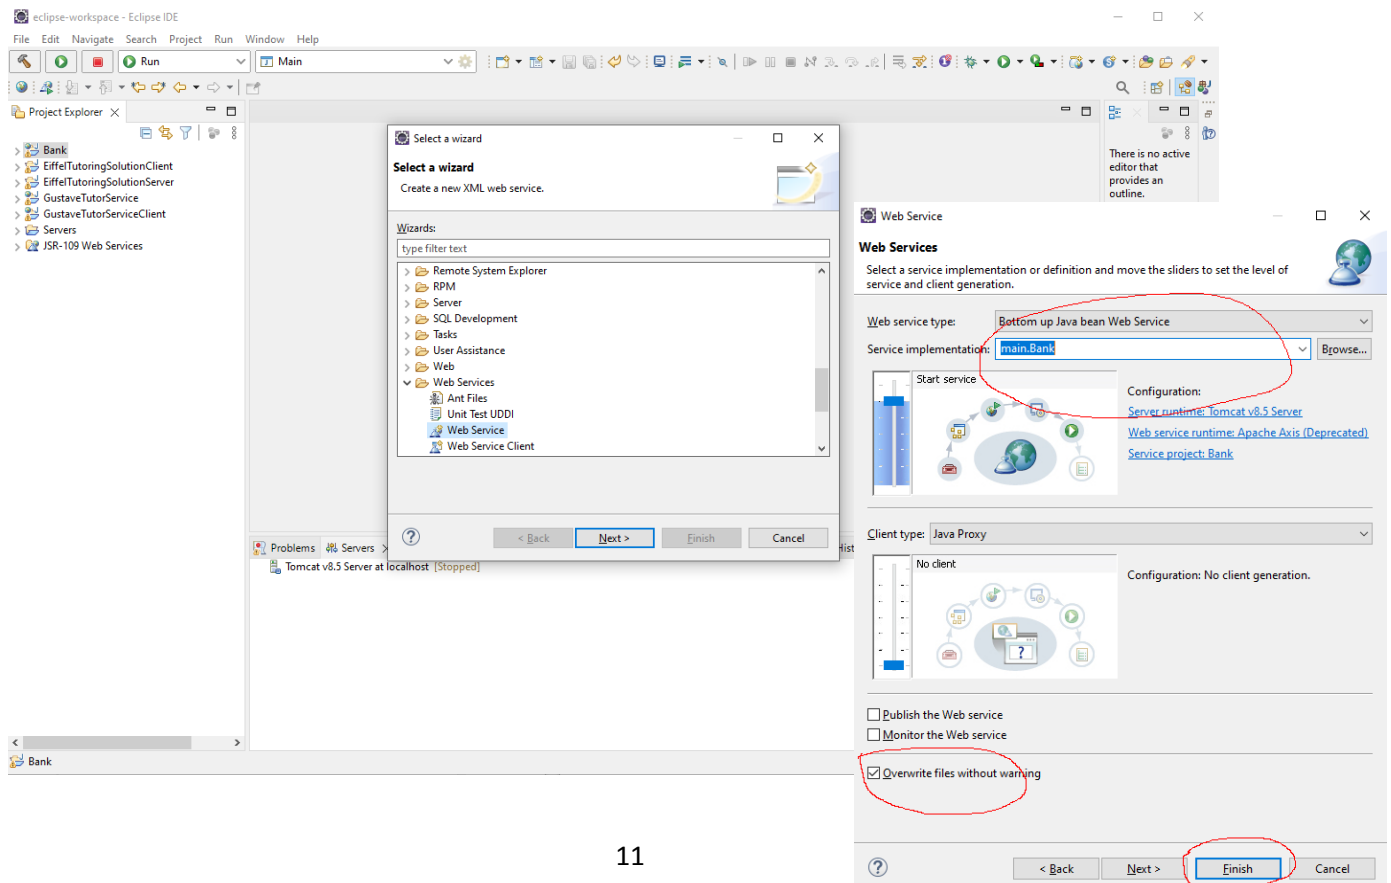 eclipse-workspace - Eclipse IDE
File Edit Navigate Search Project Run Window Help
Run
Main
Project Explorer
Bank
EiffelTutoringSolutionClient
EiffelTutoringSolutionServer
GustaveTutorService
GustaveTutorServiceClient
Servers
JSR-109 Web Services
There is no active
editor that
provides an
outline.
Select a wizard
Select a wizard
Create a new XML web service.
Wizards:
type filter text
Remote System Explorer
RPM
Server
SQL Development
Tasks
User Assistance
Web
Web Services
Ant Files
Unit Test UDDI
Web Service
Web Service Client
< Back Next > Finish Cancel
Problems Servers
Hist
Tomcat v8.5 Server at localhost [Stopped]
Bank
Web Service
Web Services
Select a service implementation or definition and move the sliders to set the level of
service and client generation.
Web service type: Bottom up Java bean Web Service
Service implementation: main.Bank Browse...
Start service
Configuration:
Server runtime: Tomcat v8.5 Server
Web service runtime: Apache Axis (Deprecated)
Service project: Bank
Client type: Java Proxy
No client
Configuration: No client generation.
Publish the Web service
Monitor the Web service
Overwrite files without warning
< Back Next > Finish Cancel
11